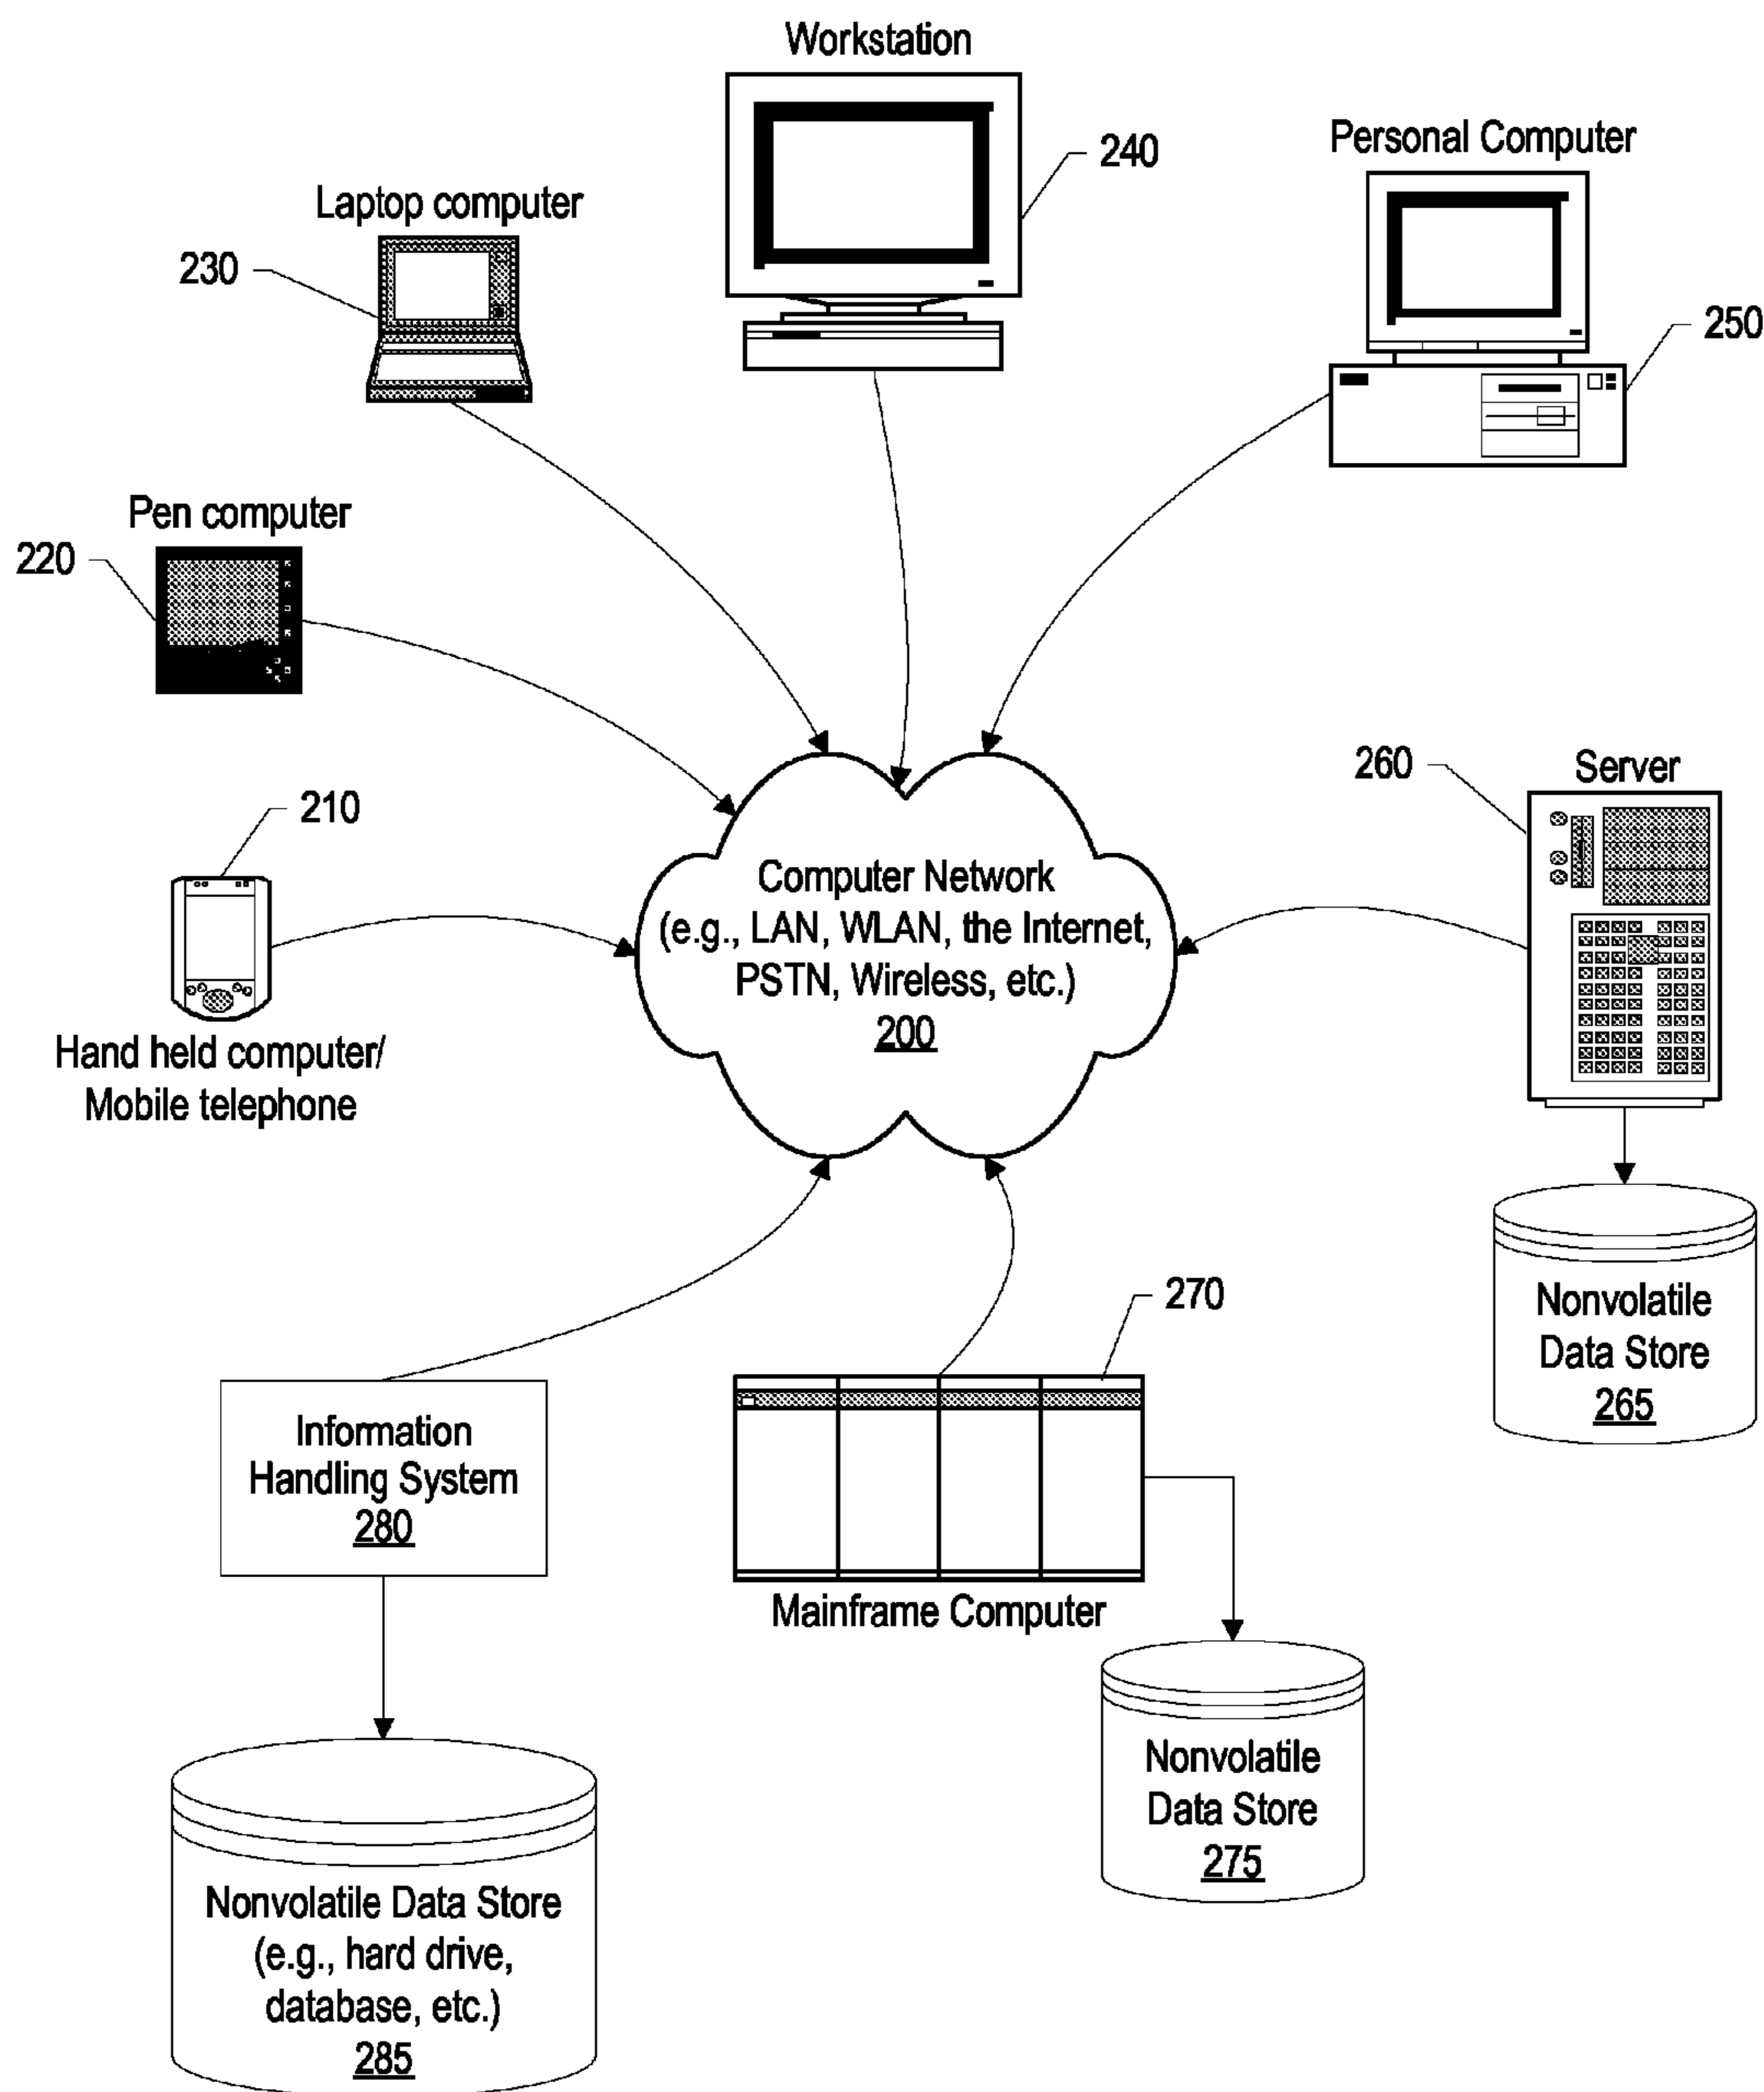 Workstation
240
Personal Computer
250
Laptop computer
230
Pen computer
220
210
Hand held computer/
Mobile telephone
Computer Network
(e.g., LAN, WLAN, the Internet,
PSTN, Wireless, etc.)
200
260
Server
Nonvolatile
Data Store
265
270
Mainframe Computer
Nonvolatile
Data Store
275
Information
Handling System
280
Nonvolatile Data Store
(e.g., hard drive,
database, etc.)
285